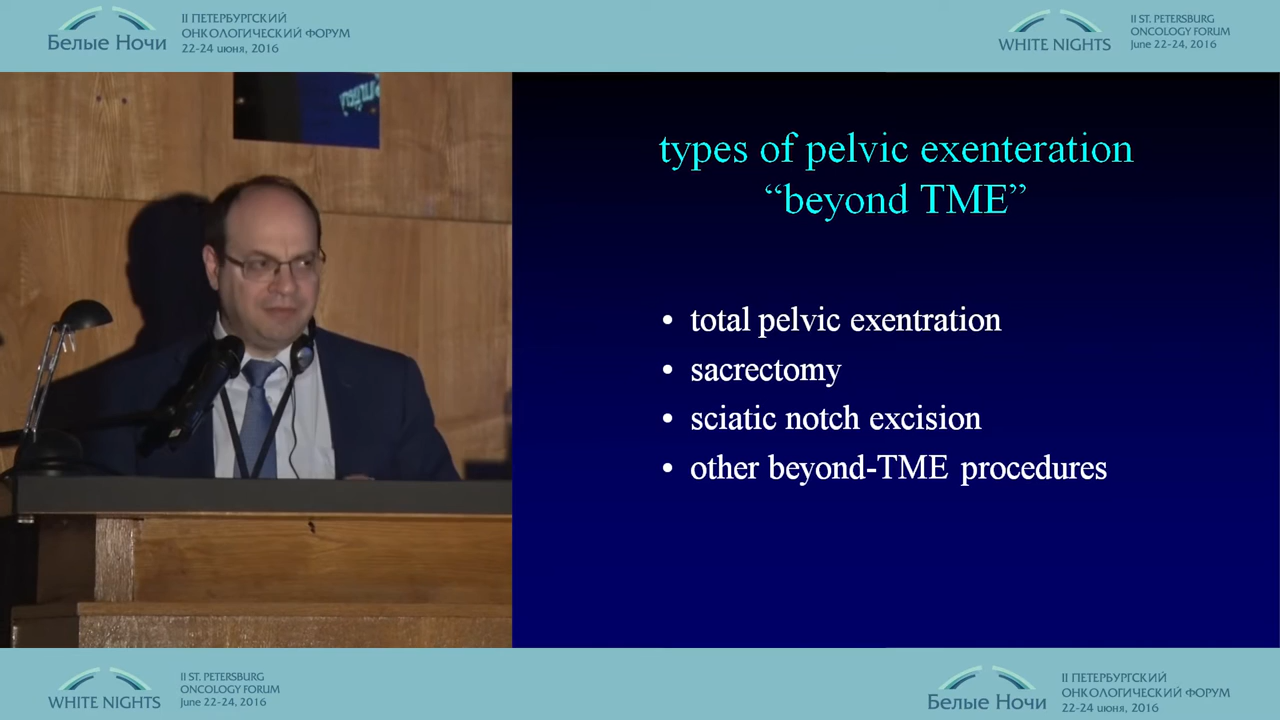 Белые Ночи
II ПЕТЕРБУРГСКИЙ
ОНКОЛОГИЧЕСКИЙ ФОРУМ
22-24 июня, 2016
WHITE NIGHTS
II ST. PETERSBURG
ONCOLOGY FORUM
June 22-24, 2016
types of pelvic exenteration
“beyond TME”
• total pelvic exentration
• sacrectomy
• sciatic notch excision
• other beyond-TME procedures
WHITE NIGHTS
II ST. PETERSBURG
ONCOLOGY FORUM
June 22-24, 2016
Белые Ночи
II ПЕТЕРБУРГСКИЙ
ОНКОЛОГИЧЕСКИЙ ФОРУМ
22-24 июня, 2016